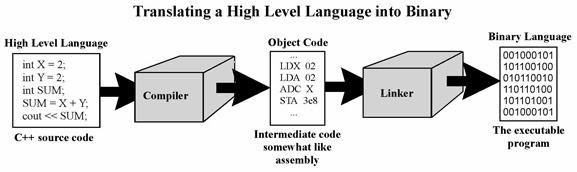 Translating a High Level Language into Binary
High Level Language
int X = 2;
int Y = 2;
int SUM;
SUM = X + Y;
cout << SUM;
C++ source code
Compiler
Object Code
...
LDX 02
LDA 02
ADC X
STA 3e8
...
Intermediate code
somewhat like
assembly
Linker
Binary Language
001000101
101100100
010110010
110110100
101101001
001000101
The executable
program